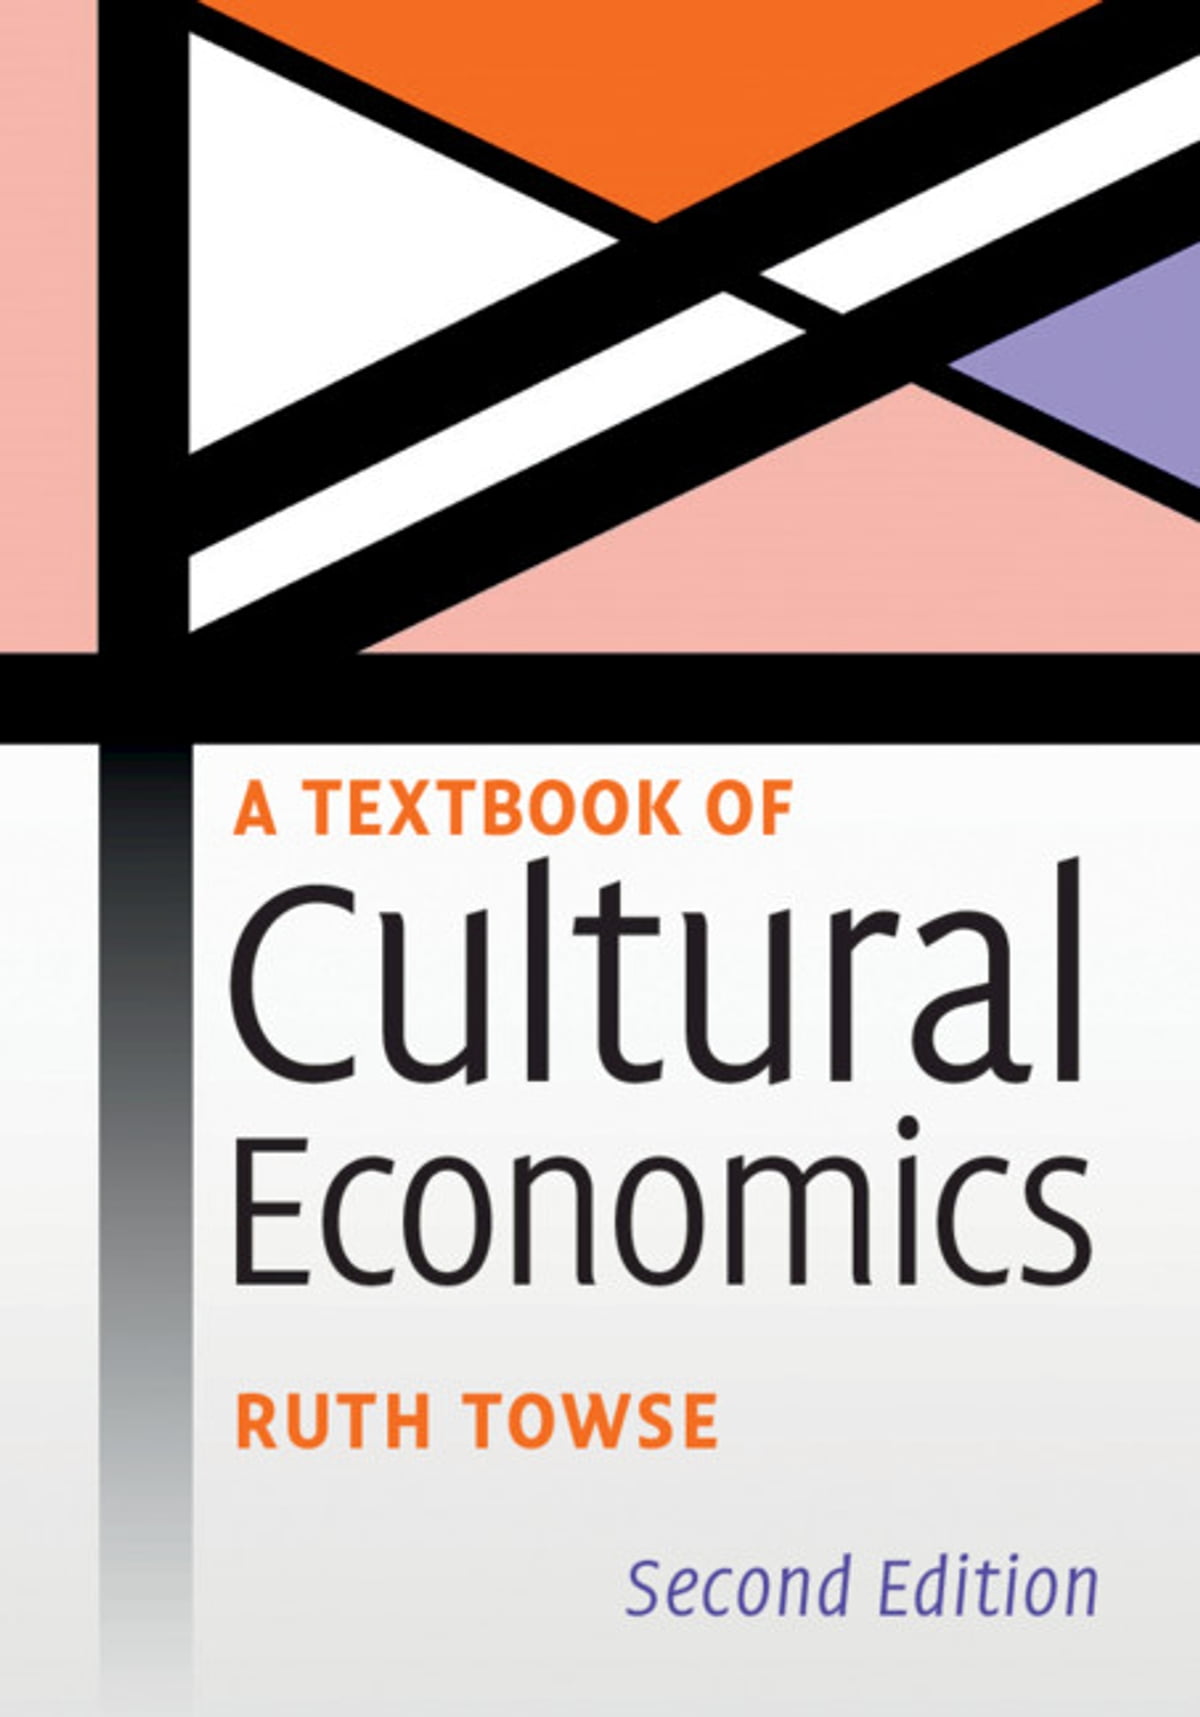 A TEXTBOOK OF
Cultural
Economics
RUTH TOWSE
Second Edition